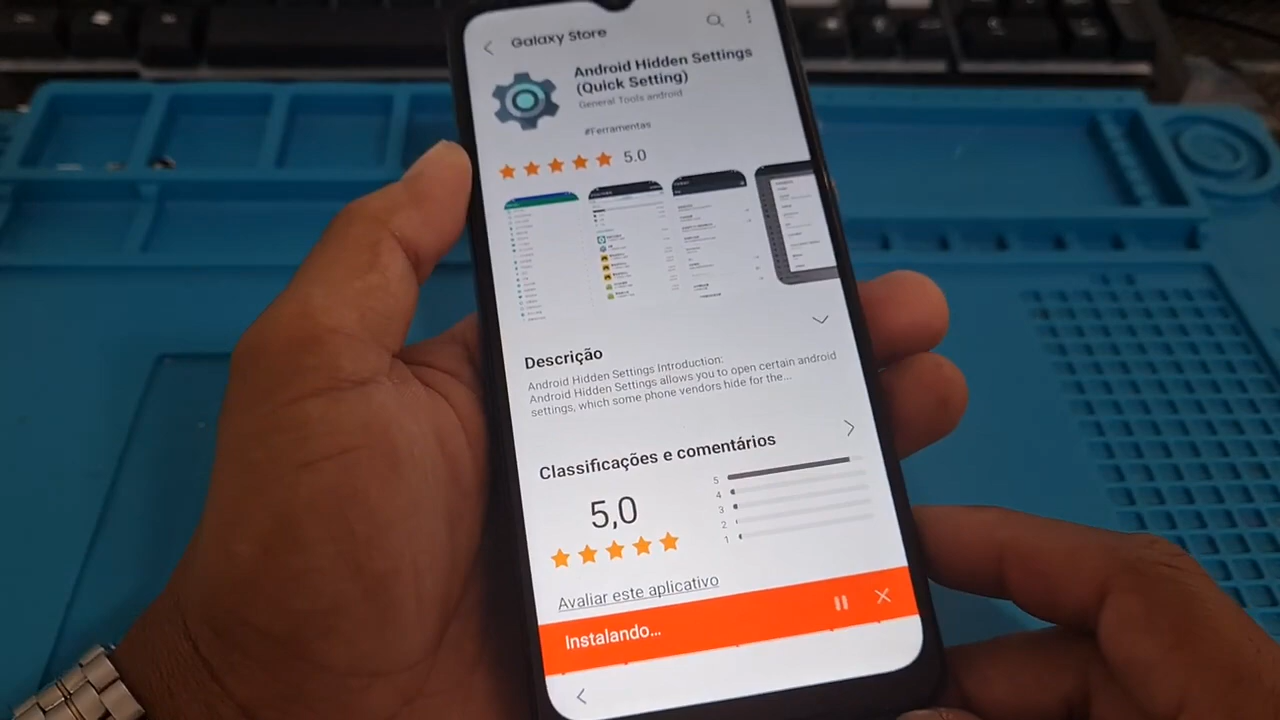 Galaxy Store
Android Hidden Settings
(Quick Setting)
General Tools android
#Ferramentas
5.0
Descrição
Android Hidden Settings Introduction:
Android Hidden Settings allows you to open certain android
settings, which some phone vendors hide for the...
Classificações e comentários
5,0
5
4
3
2
1
Avaliar este aplicativo
Instalando...